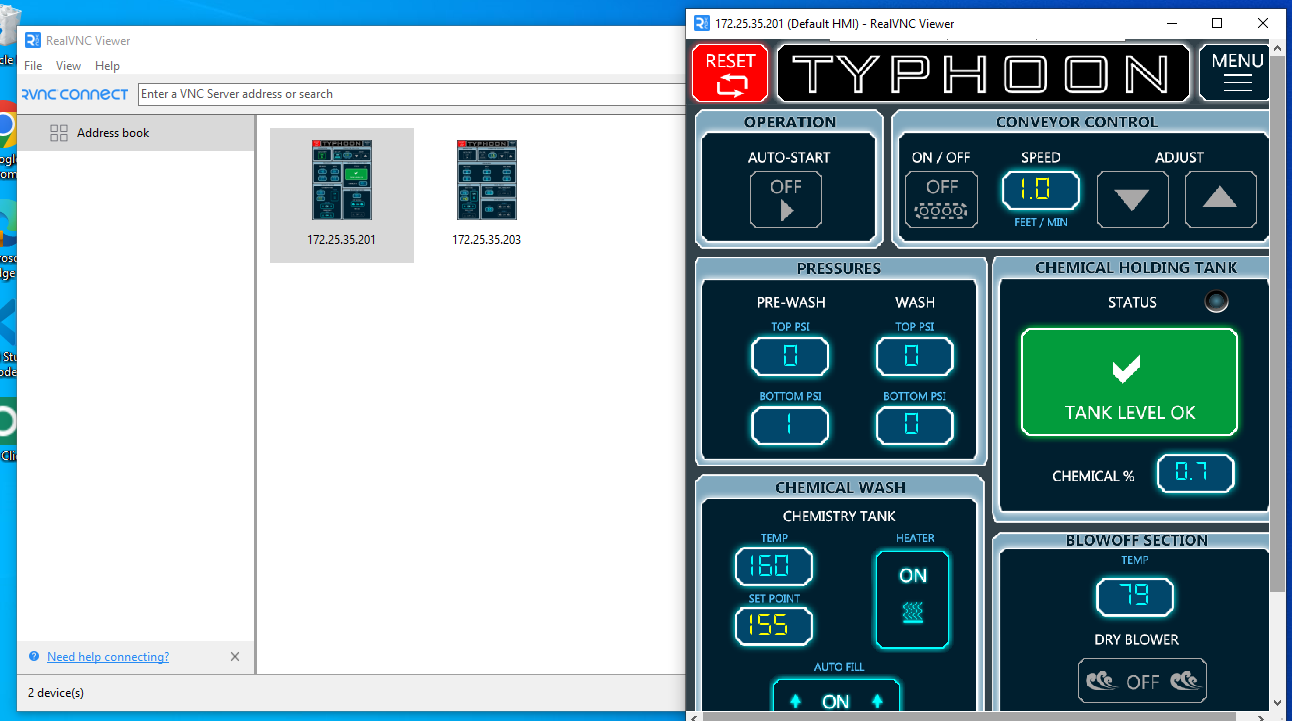 RealVNC Viewer
File View Help
RVNC CONNECT
Enter a VNC Server address or search
Address book
172.25.35.201
172.25.35.203
Need help connecting?
2 device(s)
172.25.35.201 (Default HMI) - RealVNC Viewer
RESET
TYPHOON
MENU
OPERATION
AUTO-START
OFF
CONVEYOR CONTROL
ON / OFF
SPEED
ADJUST
OFF
1.0
FEET / MIN
PRESSURES
PRE-WASH
WASH
TOP PSI
TOP PSI
0
0
BOTTOM PSI
BOTTOM PSI
1
0
CHEMICAL HOLDING TANK
STATUS
TANK LEVEL OK
CHEMICAL %
0.7
CHEMICAL WASH
CHEMISTRY TANK
TEMP
HEATER
160
ON
SET POINT
155
AUTO FILL
ON
BLOWOFF SECTION
TEMP
79
DRY BLOWER
OFF